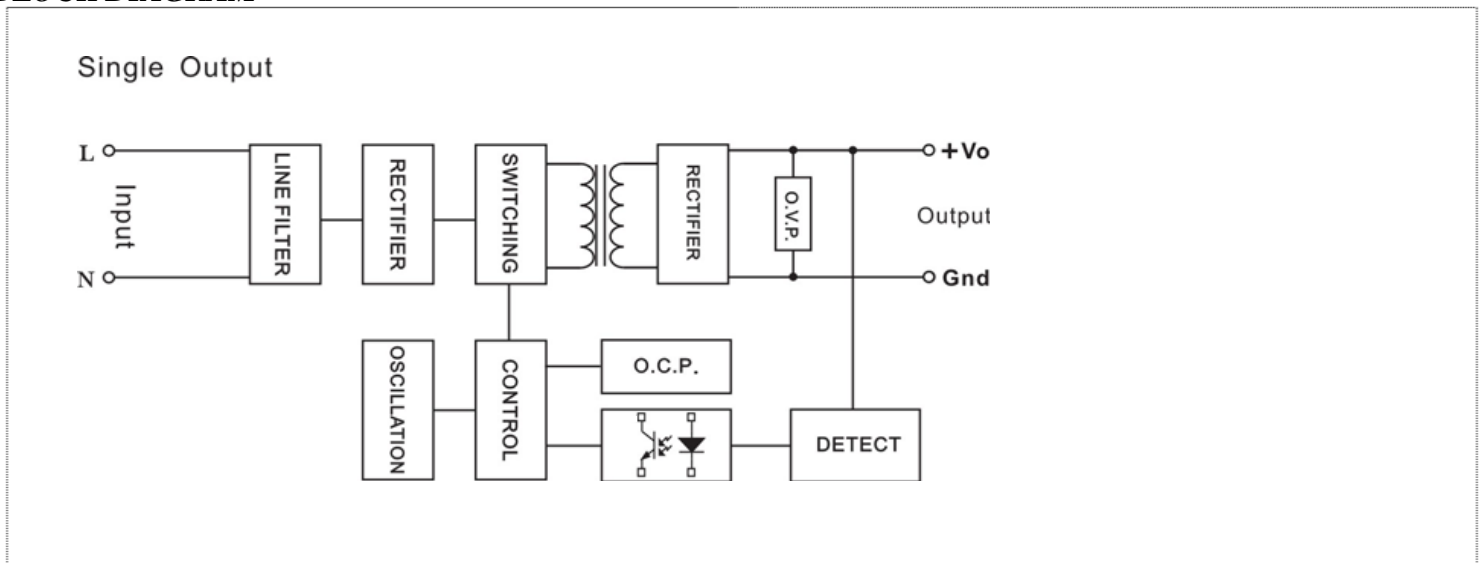 Single Output
L
Input
N
LINE FILTER
RECTIFIER
SWITCHING
RECTIFIER
O.V.P.
+Vo
Output
Gnd
OSCILLATION
CONTROL
O.C.P.
DETECT